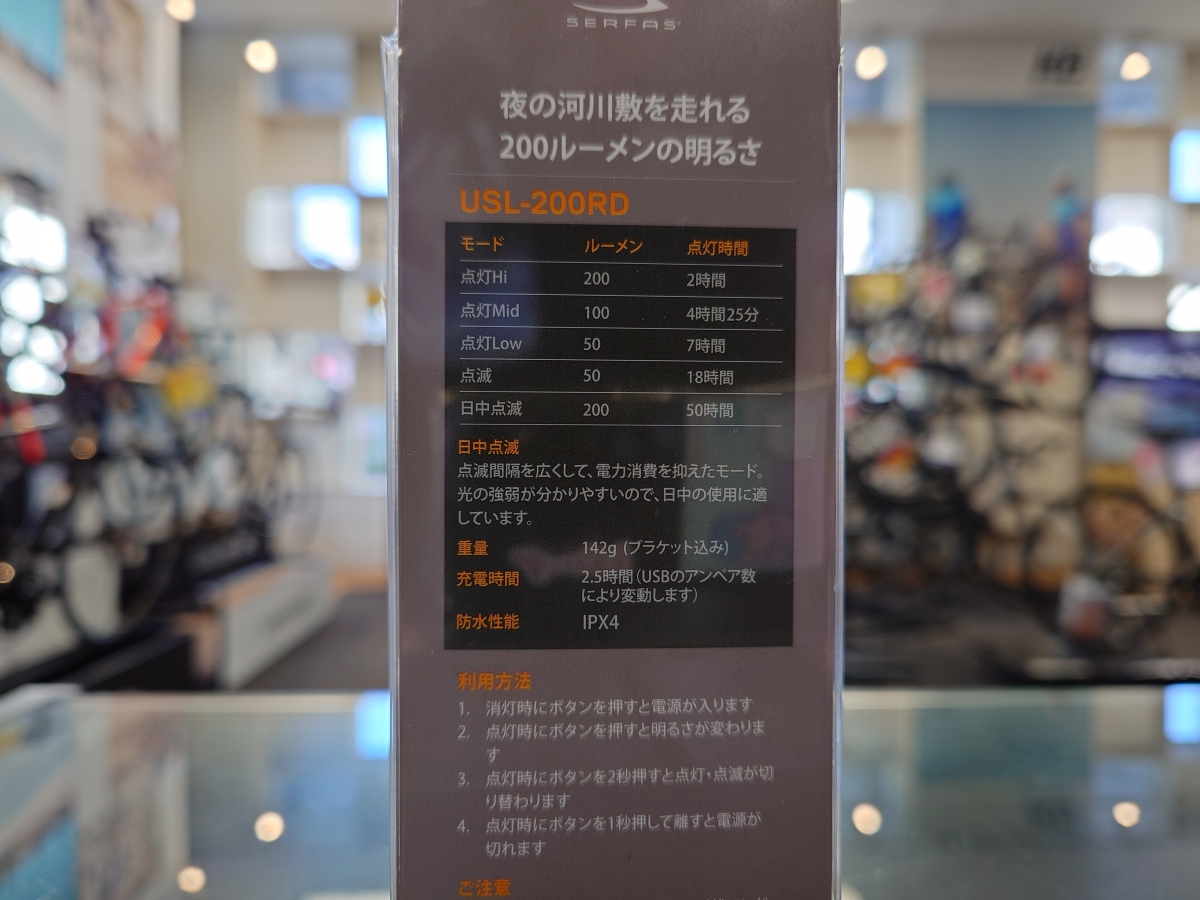 SERFAS
夜の河川敷を走れる
200ルーメンの明るさ
USL-200RD
モード ルーメン 点灯時間
点灯Hi 200 2時間
点灯Mid 100 4時間25分
点灯Low 50 7時間
点滅 50 18時間
日中点滅 200 50時間
日中点滅
点滅間隔を広くして、電力消費を抑えたモード。
光の強弱が分かりやすいので、日中の使用に適
しています。
重量 142g (ブラケット込み)
充電時間 2.5時間(USBのアンペア数
により変動します)
防水性能 IPX4
利用方法
1. 消灯時にボタンを押すと電源が入ります
2. 点灯時にボタンを押すと明るさが変わりま
す
3. 点灯時にボタンを2秒押すと点灯・点滅が切
り替わります
4. 点灯時にボタンを1秒押して離すと電源が
切れます
ご注意